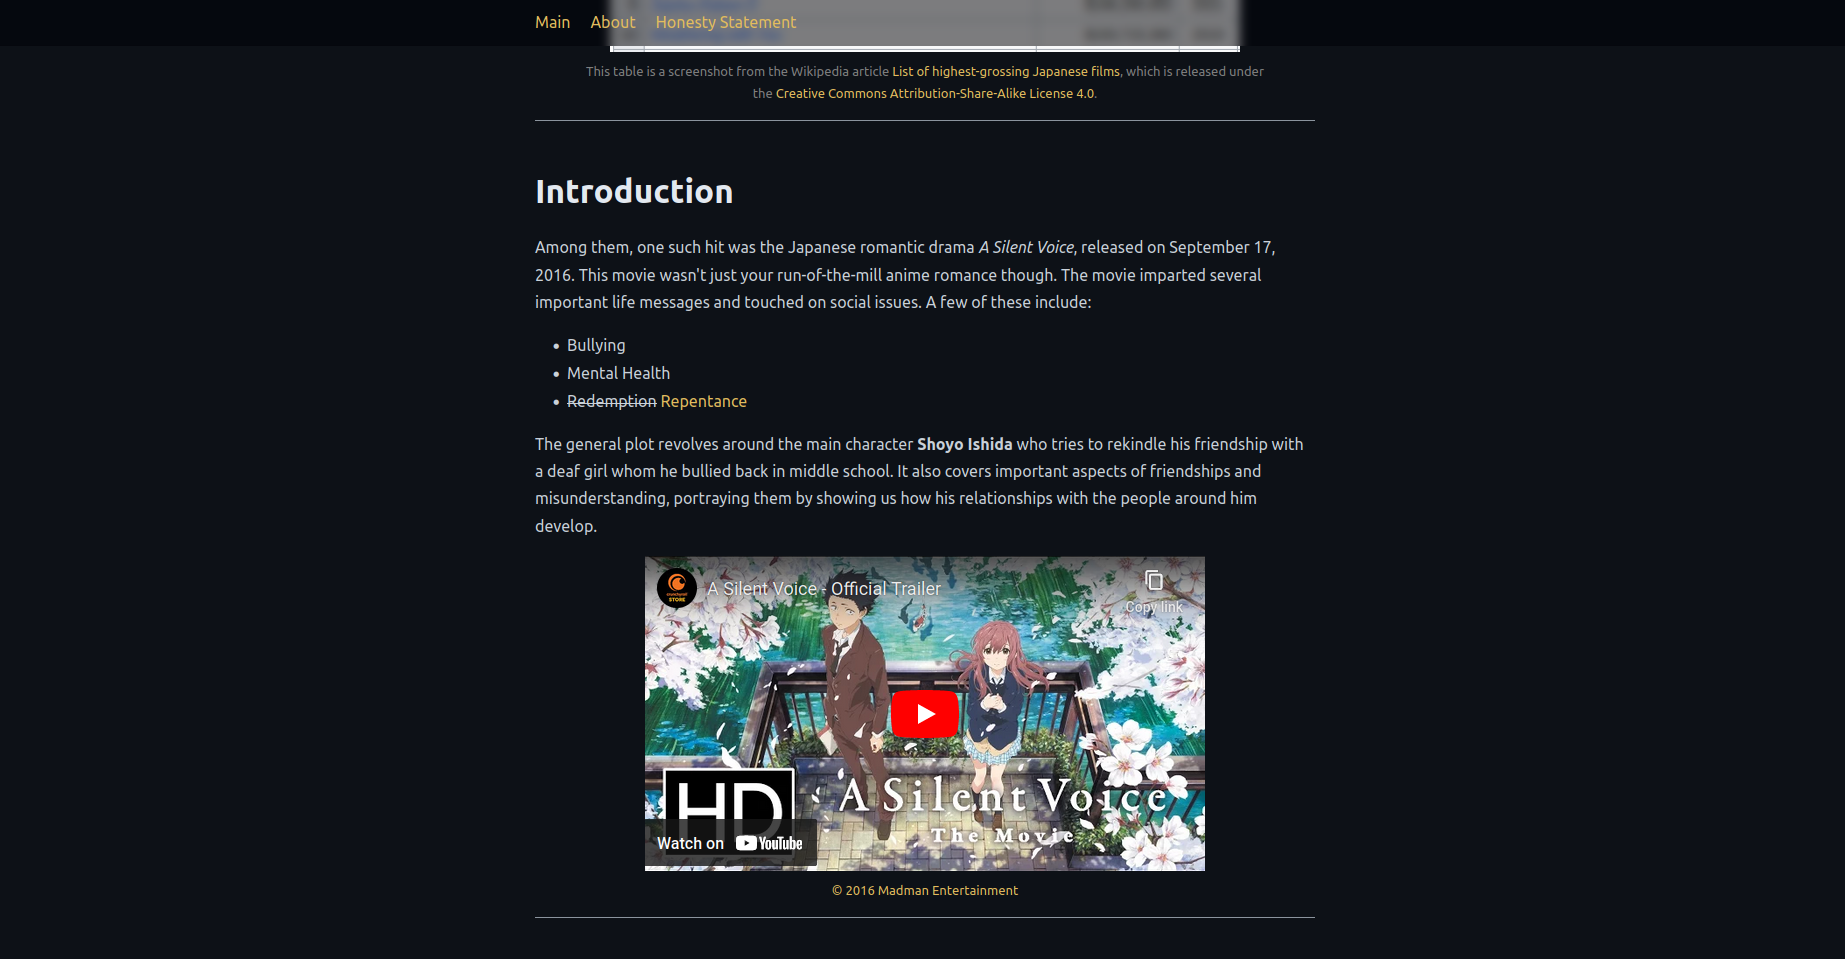 Main About Honesty Statement
This table is a screenshot from the Wikipedia article List of highest-grossing Japanese films, which is released under
the Creative Commons Attribution-Share-Alike License 4.0.
Introduction
Among them, one such hit was the Japanese romantic drama A Silent Voice, released on September 17,
2016. This movie wasn't just your run-of-the-mill anime romance though. The movie imparted several
important life messages and touched on social issues. A few of these include:
• Bullying
• Mental Health
• Redemption Repentance
The general plot revolves around the main character Shoyo Ishida who tries to rekindle his friendship with
a deaf girl whom he bullied back in middle school. It also covers important aspects of friendships and
misunderstanding, portraying them by showing us how his relationships with the people around him
develop.
A Silent Voice - Official Trailer
Copy link
STORE
HD
A Silent Voice
The Movie
Watch on YouTube
© 2016 Madman Entertainment